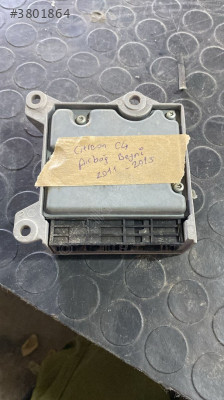 #3801864
Citroen C4
Airbag Beyni
2011 - 2015